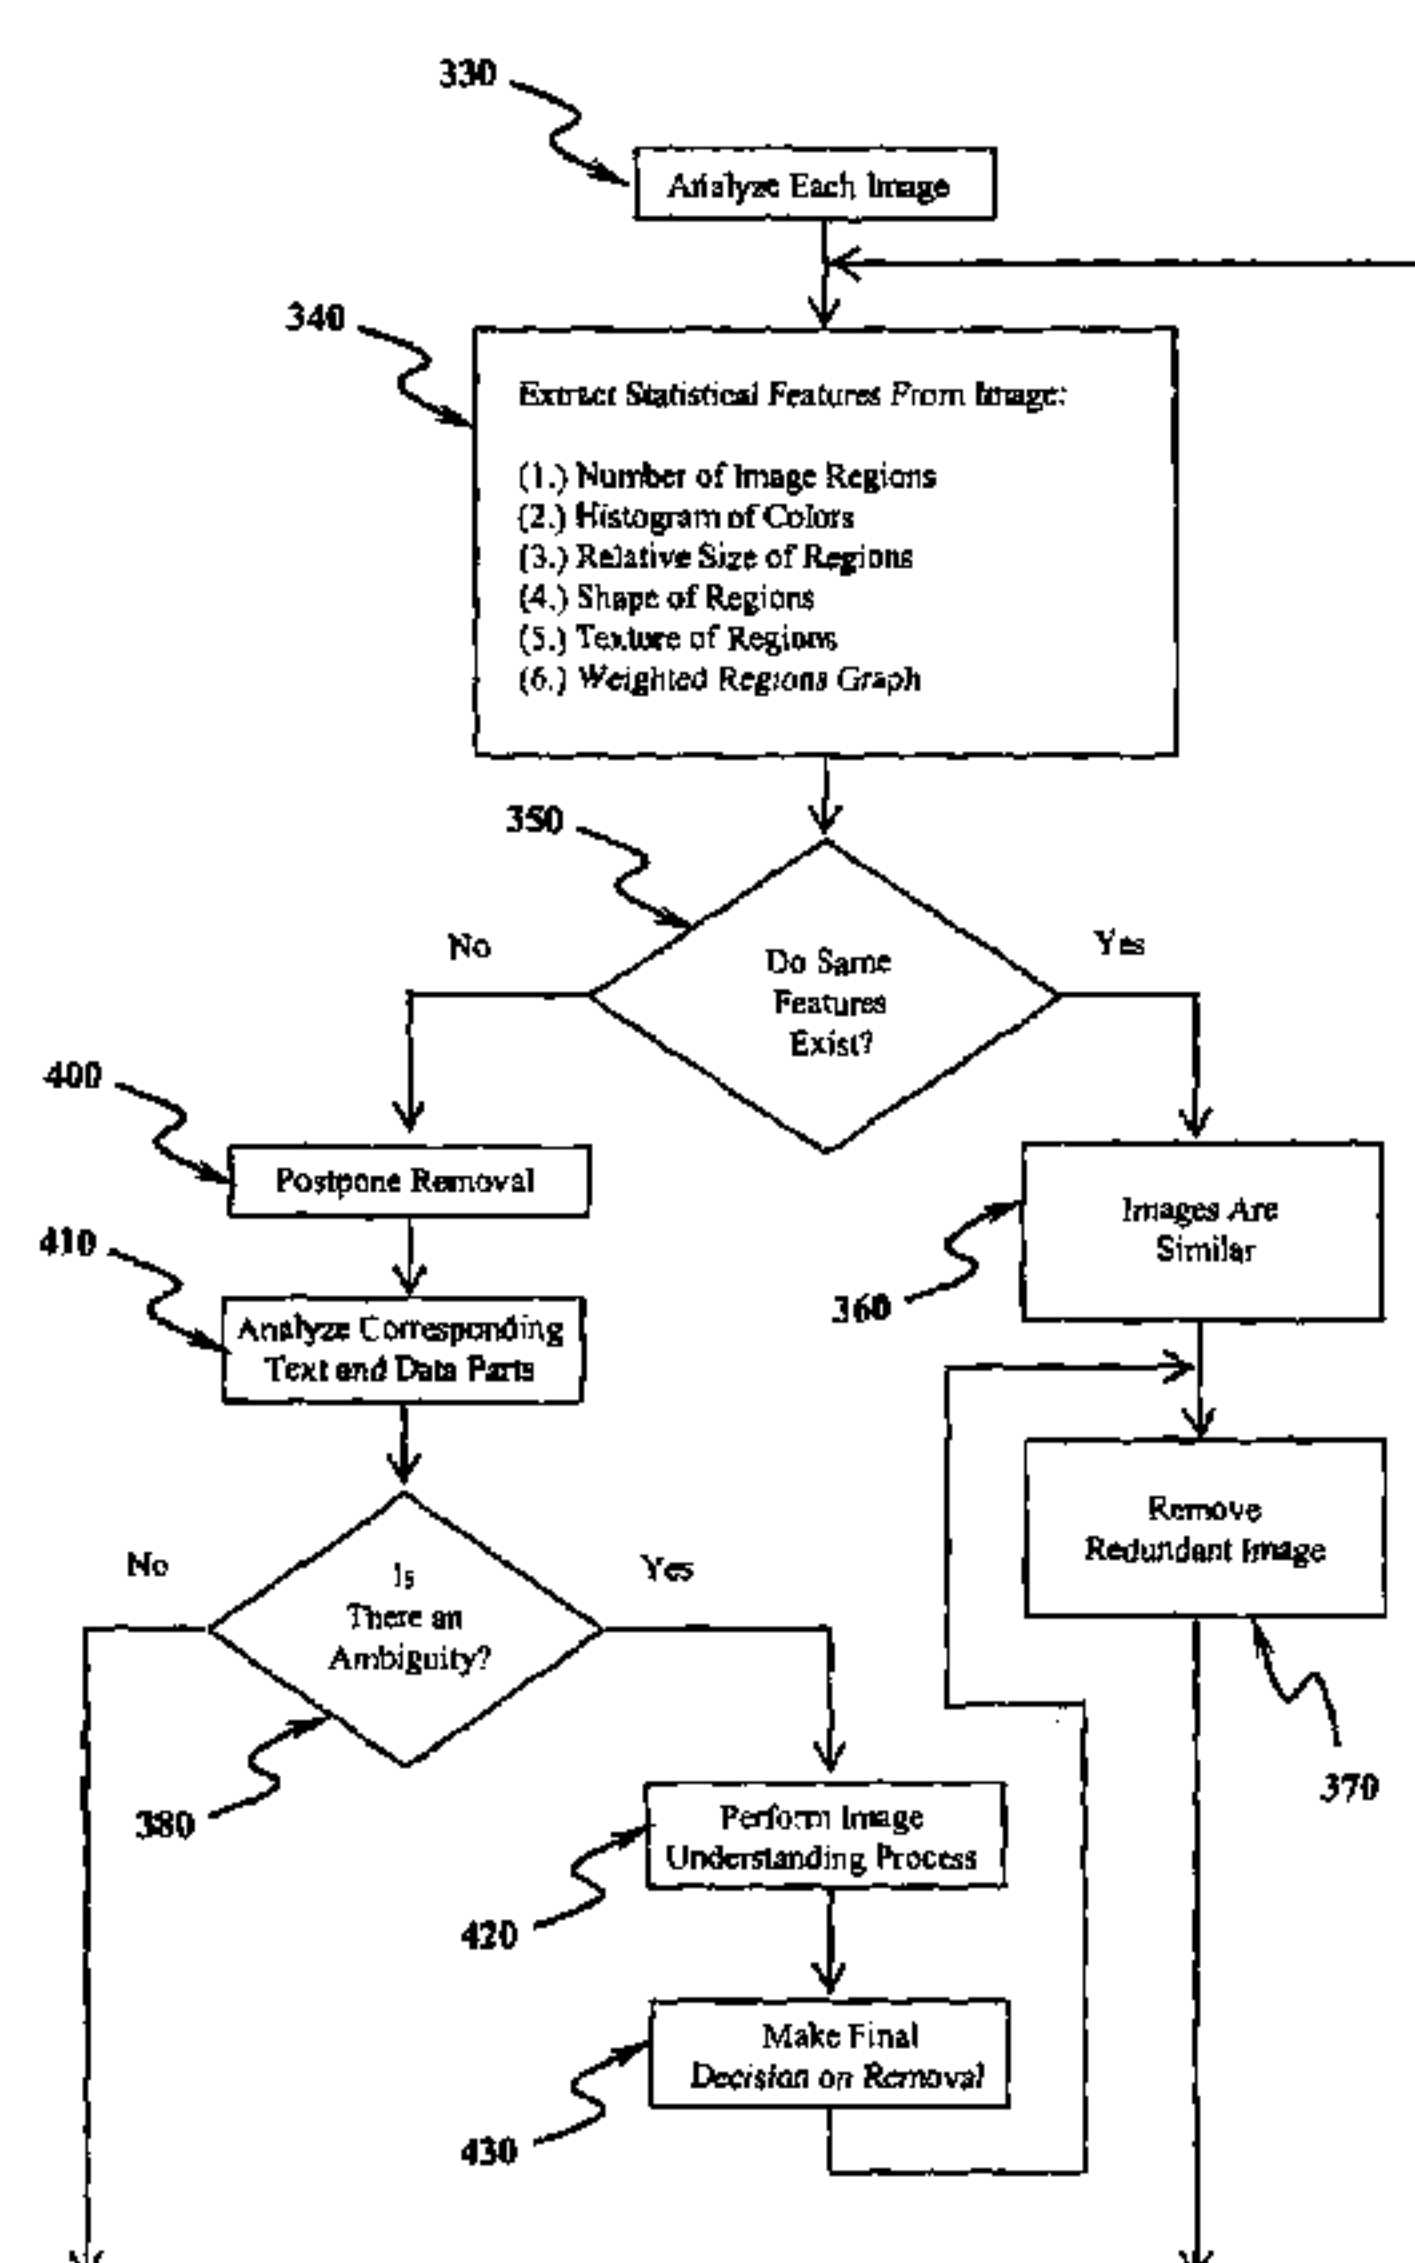 330
Analyze Each Image
340
Extract Statistical Features From Image:
(1.) Number of Image Regions
(2.) Histogram of Colors
(3.) Relative Size of Regions
(4.) Shape of Regions
(5.) Texture of Regions
(6.) Weighted Regions Graph
350
Do Same
Features
Exist?
No
Yes
400
Postpone Removal
410
Analyze Corresponding
Text and Data Parts
Images Are
Similar
360
Is
There an
Ambiguity?
No
Yes
380
Remove
Redundant Image
370
Perform Image
Understanding Process
420
Make Final
Decision on Removal
430